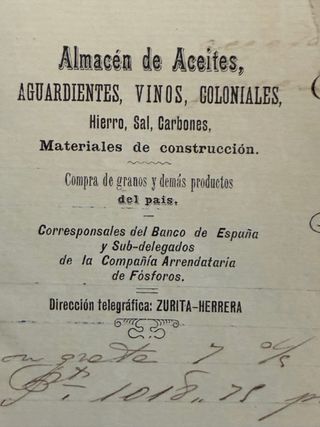 Almacén de Aceites,
AGUARDIENTES, VINOS, COLONIALES,
Hierro, Sal, Carbones,
Materiales de construcción.
Compra de granos y demás productos
del pais.
Corresponsales del Banco de España
y Sub-delegados
de la Compañía Arrendataria
de Fósforos.
Dirección telegráfica: ZURITA-HERRERA
7
1018,,75